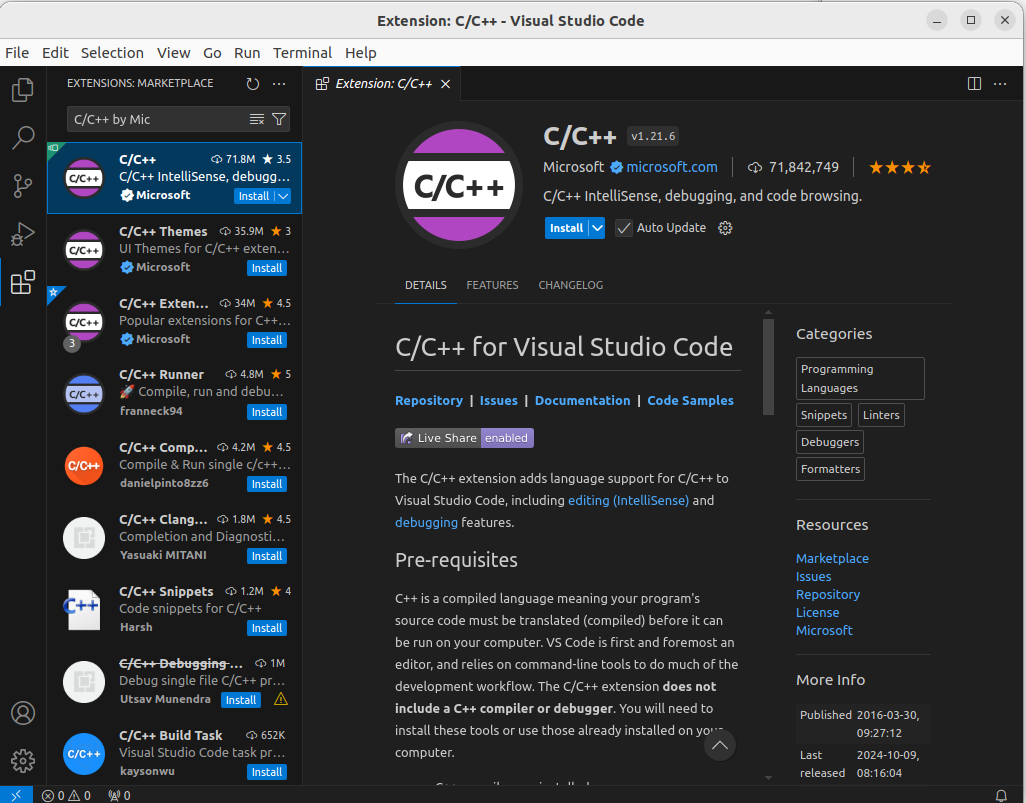 Extension: C/C++ - Visual Studio Code
File Edit Selection View Go Run Terminal Help
EXTENSIONS: MARKETPLACE
C/C++ by Mic
C/C++ 71.8M ★ 3.5
C/C++ IntelliSense, debugg...
Microsoft Install
C/C++ Themes 35.9M ★ 3
UI Themes for C/C++ exten...
Microsoft Install
C/C++ Exten... 34M ★ 4.5
Popular extensions for C++...
3 Microsoft Install
C/C++ Runner 4.8M ★ 5
🚀 Compile, run and debu...
franneck94 Install
C/C++ Comp... 4.2M ★ 4.5
Compile & Run single c/c++...
danielpinto8zz6 Install
C/C++ Clang... 1.8M ★ 4.5
Completion and Diagnosti...
Yasuaki MITANI Install
C/C++ Snippets 1.2M ★ 4
Code snippets for C/C++
Harsh Install
C/C++ Debugging ... 1M
Debug single file C/C++ pr...
Utsav Munendra Install
C/C++ Build Task 652K
Visual Studio Code task pr...
kaysonwu Install
C/C++
C/C++
C/C++
C/C++
C/C++
C++
C/C++
Extension: C/C++
C/C++
C/C++ v1.21.6
Microsoft microsoft.com 71,842,749
C/C++ IntelliSense, debugging, and code browsing.
Install Auto Update
DETAILS FEATURES CHANGELOG
C/C++ for Visual Studio Code
Repository | Issues | Documentation | Code Samples
Live Share enabled
The C/C++ extension adds language support for C/C++ to
Visual Studio Code, including editing (IntelliSense) and
debugging features.
Pre-requisites
C++ is a compiled language meaning your program's
source code must be translated (compiled) before it can
be run on your computer. VS Code is first and foremost an
editor, and relies on command-line tools to do much of the
development workflow. The C/C++ extension does not
include a C++ compiler or debugger. You will need to
install these tools or use those already installed on your
computer.
Categories
Programming
Languages
Snippets Linters
Debuggers
Formatters
Resources
Marketplace
Issues
Repository
License
Microsoft
More Info
Published 2016-03-30,
09:27:12
Last 2024-10-09,
released 08:16:04
0 0 0